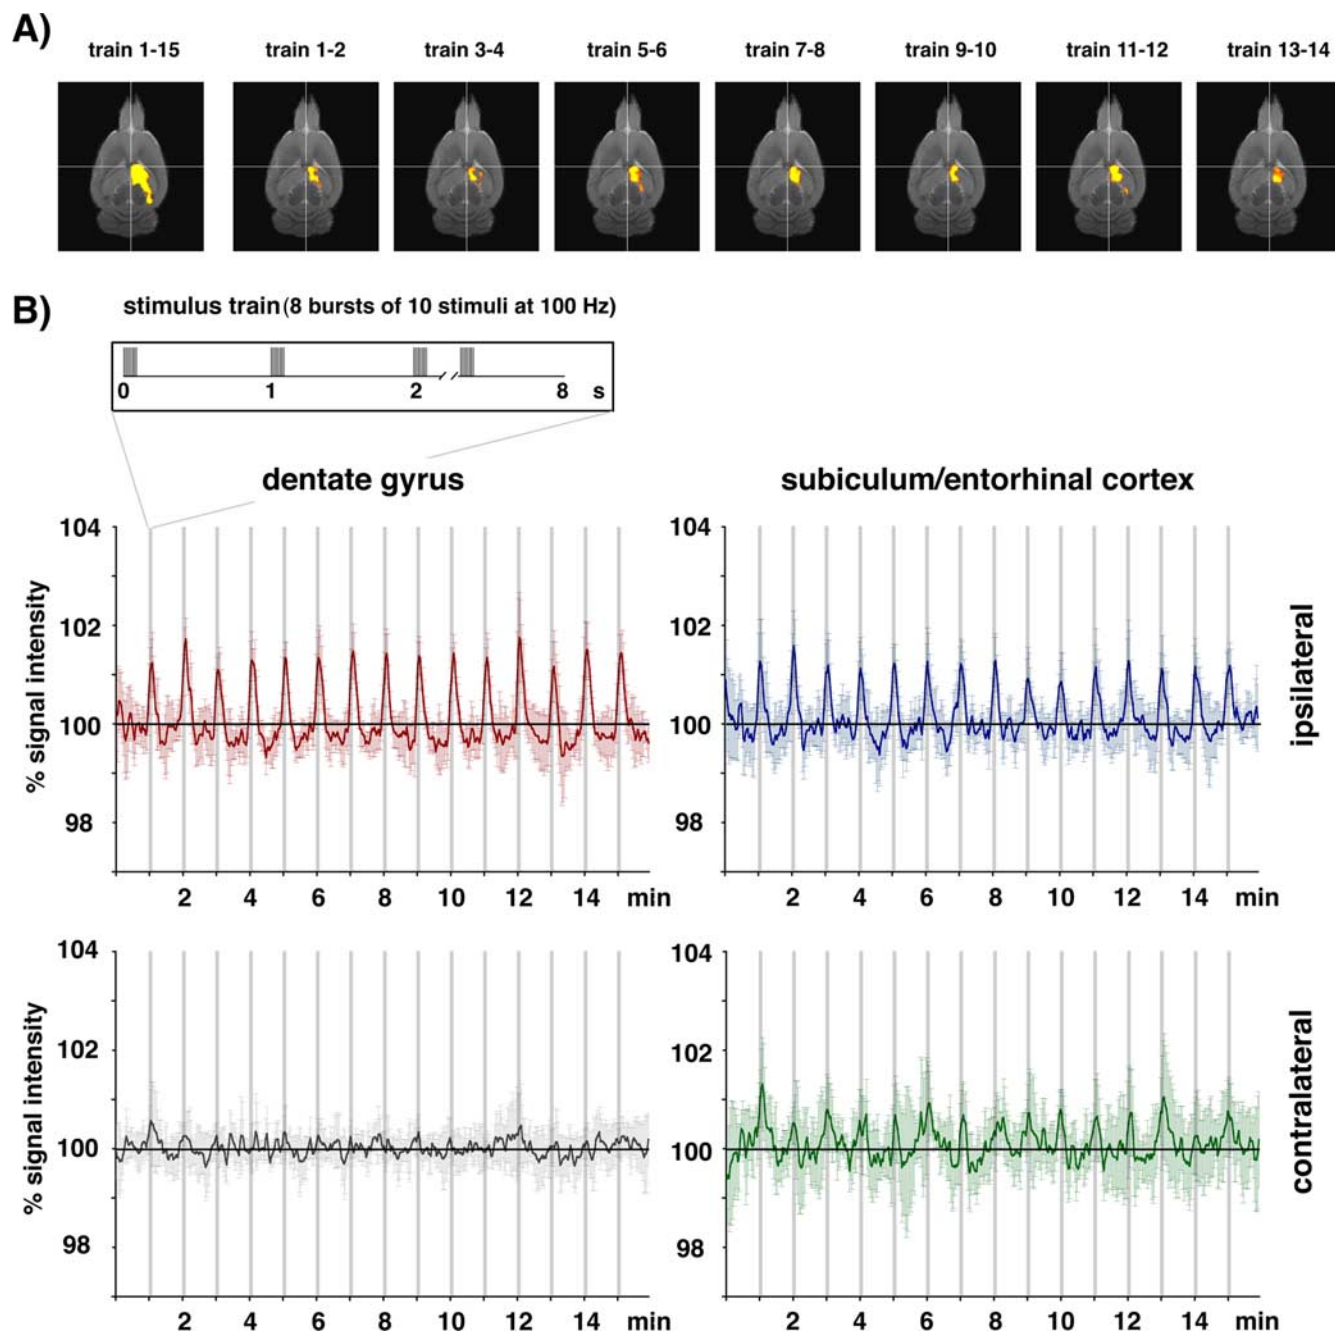 A)
train 1-15 train 1-2 train 3-4 train 5-6 train 7-8 train 9-10 train 11-12 train 13-14
B)
stimulus train (8 bursts of 10 stimuli at 100 Hz)
0 1 2 8 s
dentate gyrus
subiculum/entorhinal cortex
104
102
100
98
% signal intensity
2 4 6 8 10 12 14 min
104
102
100
98
2 4 6 8 10 12 14 min
ipsilateral
104
102
100
98
% signal intensity
2 4 6 8 10 12 14 min
104
102
100
98
2 4 6 8 10 12 14 min
contralateral